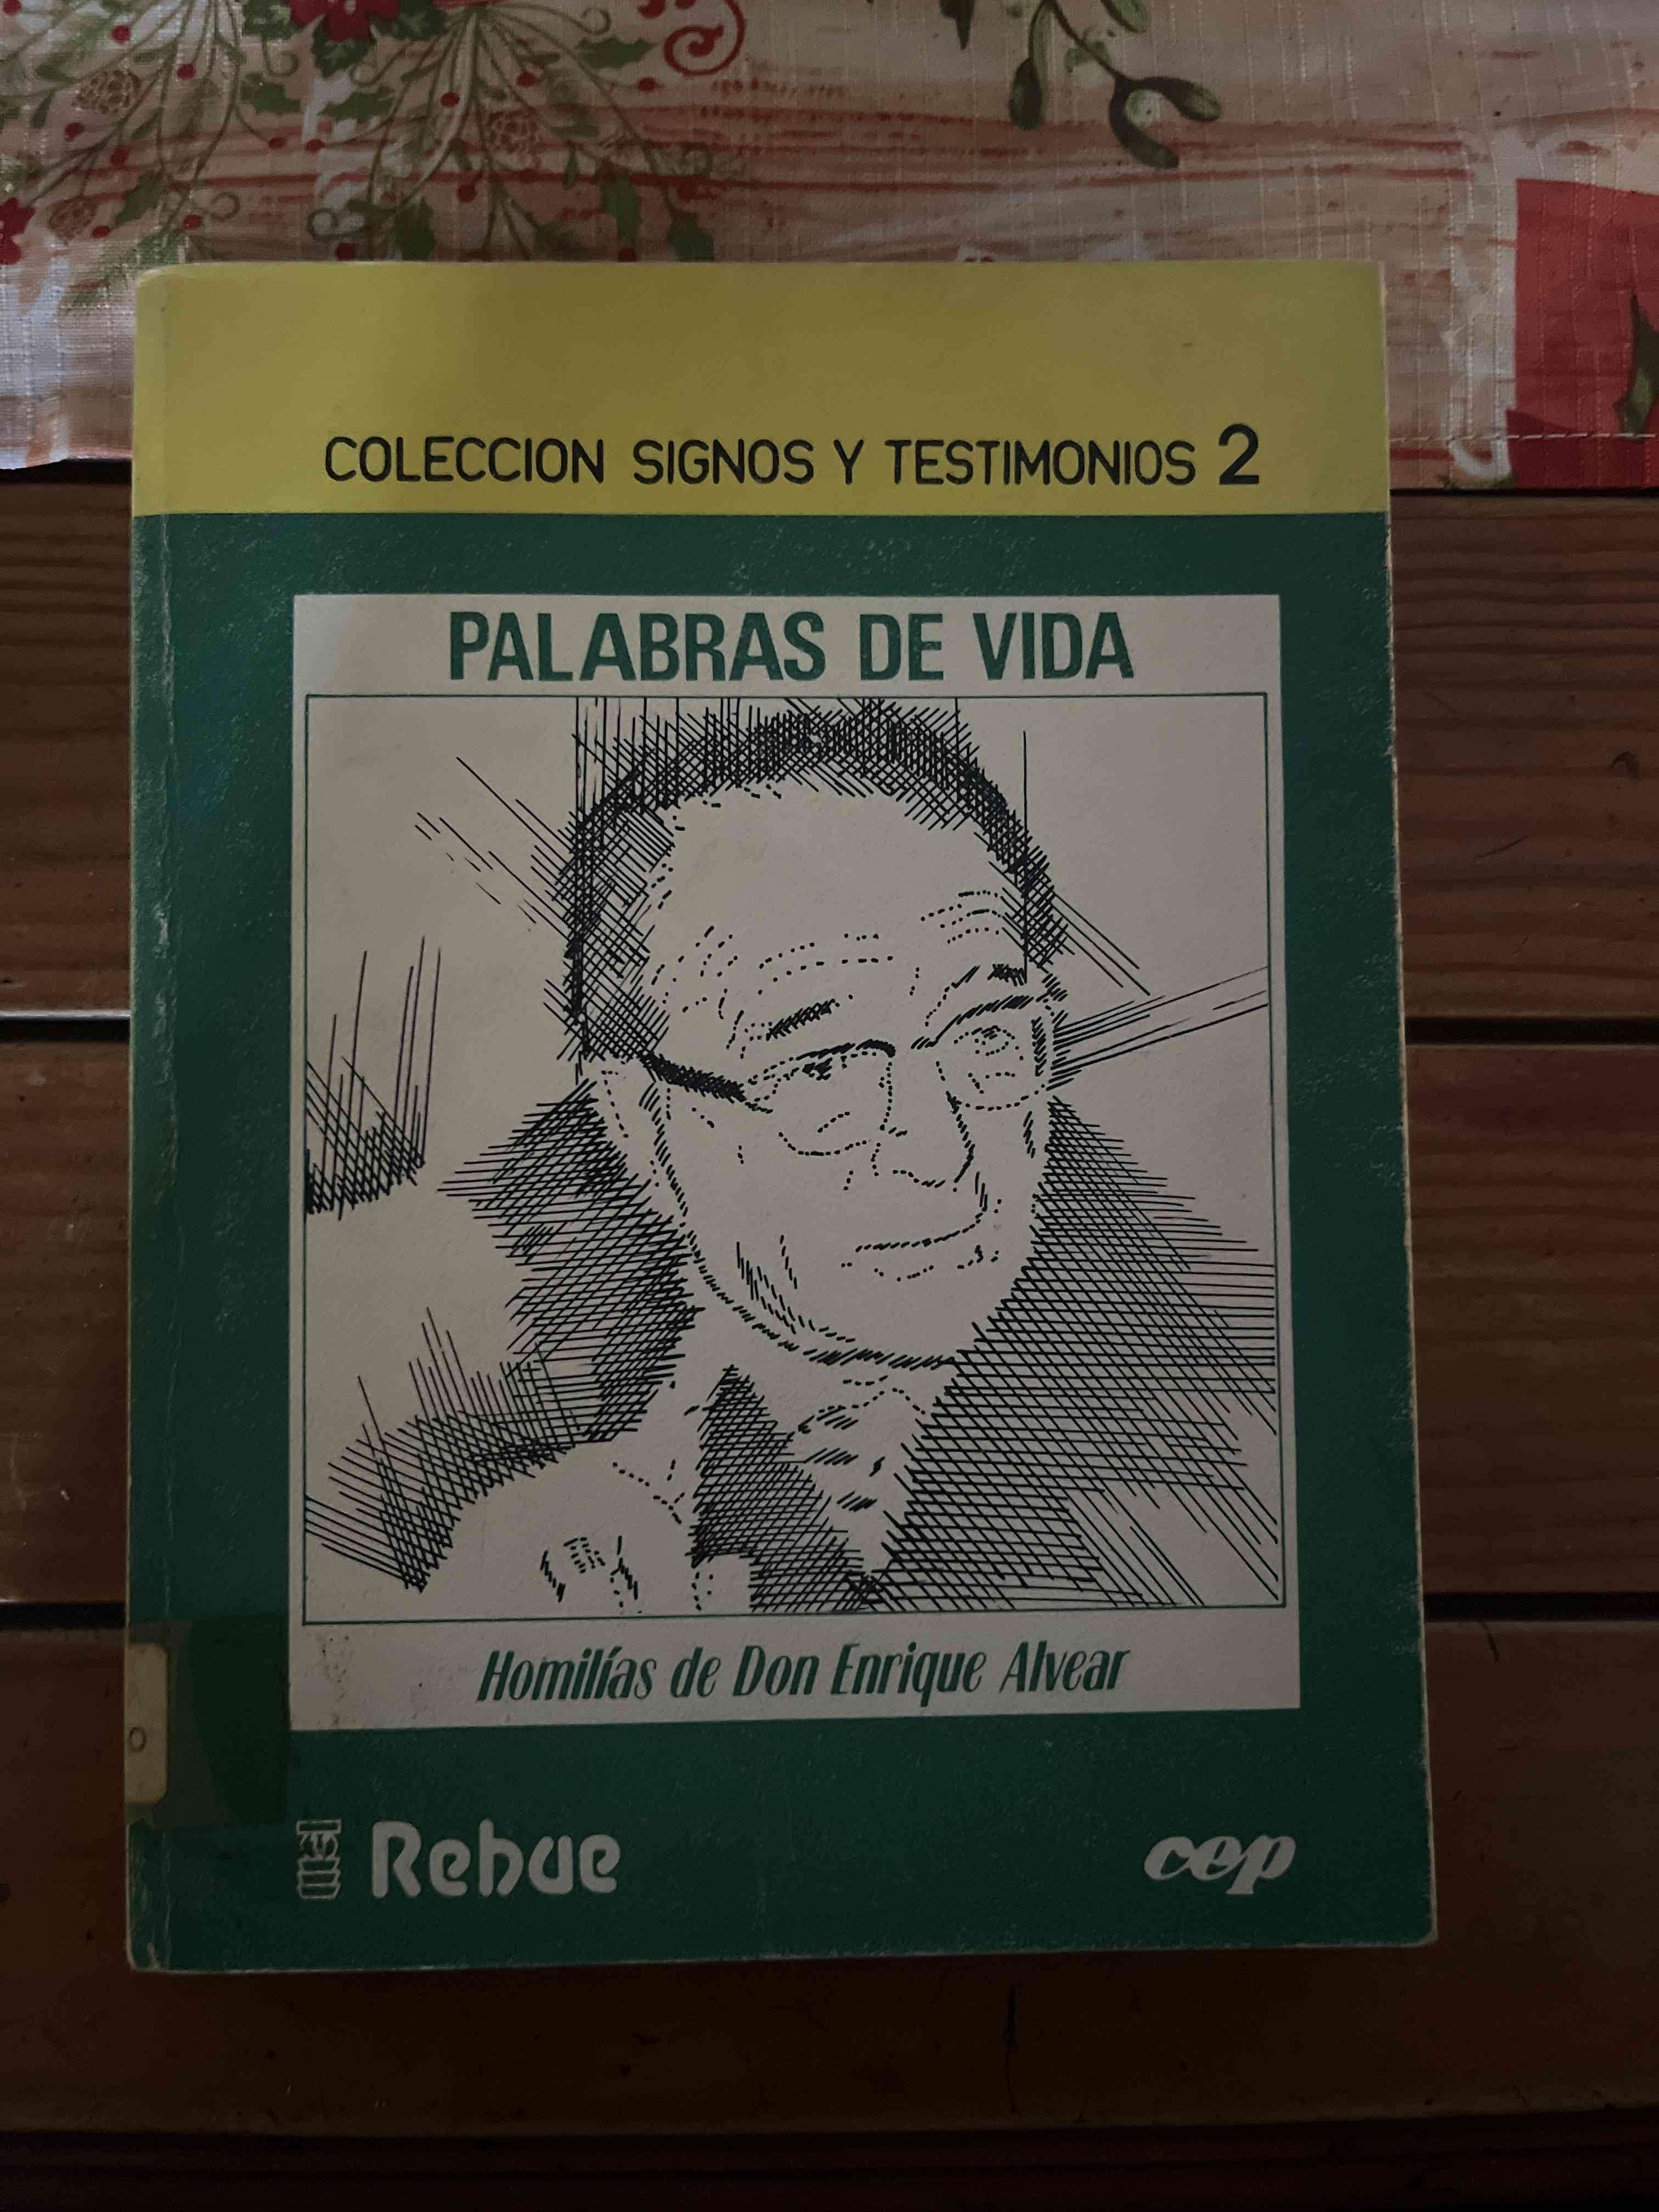 COLECCION SIGNOS Y TESTIMONIOS 2
PALABRAS DE VIDA
Homilías de Don Enrique Alvear
Rehue
cep